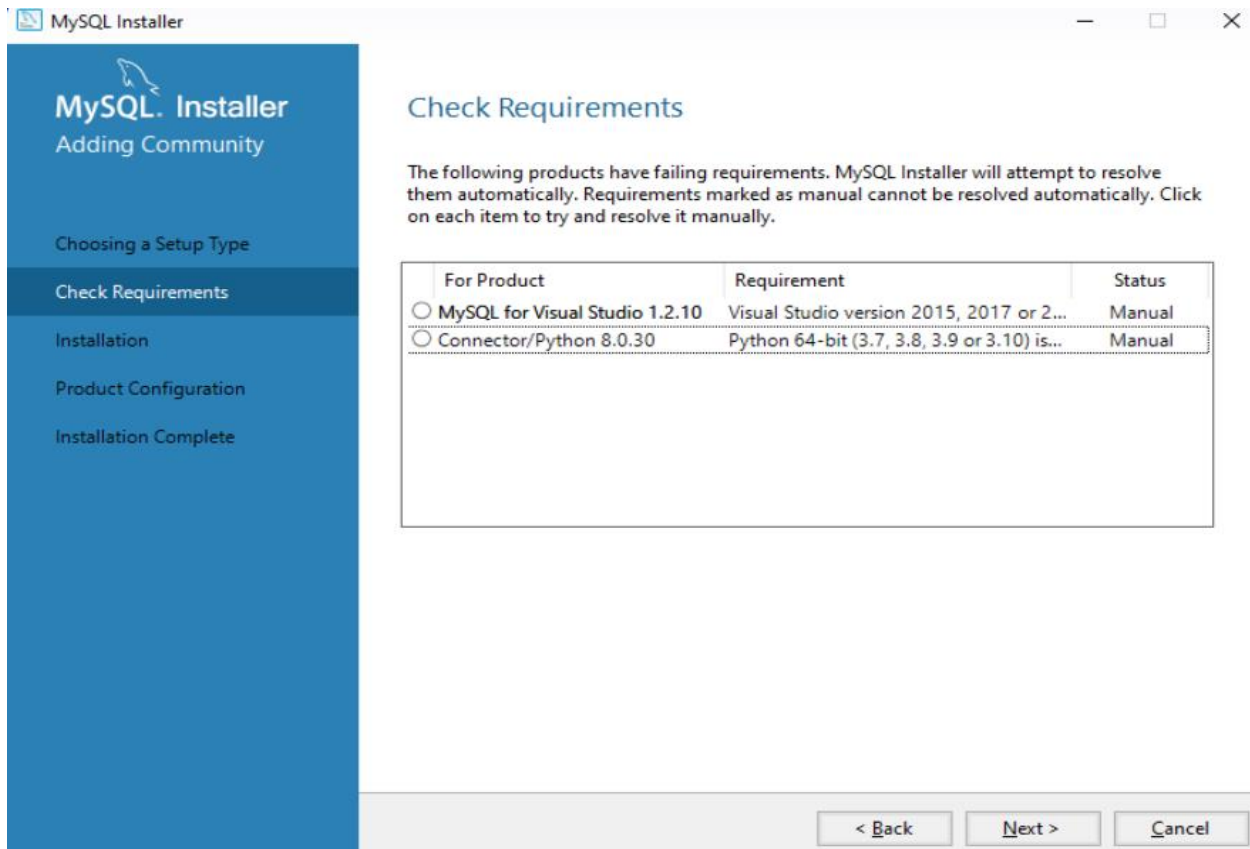 MySQL Installer
MySQL. Installer
Adding Community
Choosing a Setup Type
Check Requirements
Installation
Product Configuration
Installation Complete
Check Requirements
The following products have failing requirements. MySQL Installer will attempt to resolve
them automatically. Requirements marked as manual cannot be resolved automatically. Click
on each item to try and resolve it manually.
For Product Requirement Status
MySQL for Visual Studio 1.2.10 Visual Studio version 2015, 2017 or 2... Manual
Connector/Python 8.0.30 Python 64-bit (3.7, 3.8, 3.9 or 3.10) is... Manual
< Back Next > Cancel